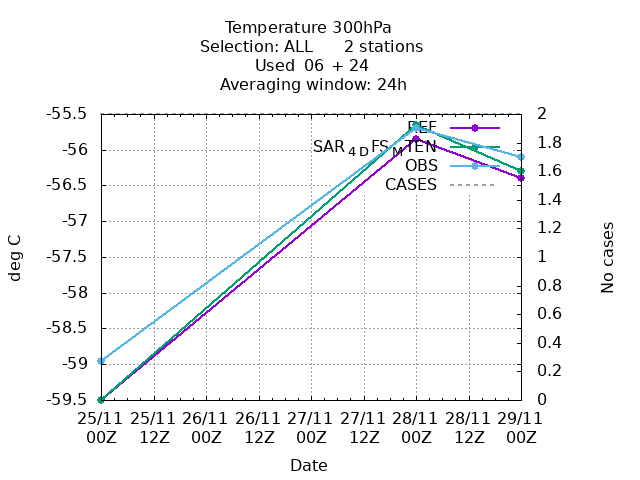 Temperature 300hPa
Selection: ALL 2 stations
Used 06 + 24
Averaging window: 24h
-55.5
-56
-56.5
-57
-57.5
-58
-58.5
-59
-59.5
deg C
2
1.8
1.6
1.4
1.2
1
0.8
0.6
0.4
0.2
0
No cases
REF
SAR 4 D FS M TEN
OBS
CASES
25/11 25/11 26/11 26/11 27/11 27/11 28/11 28/11 29/11
00Z 12Z 00Z 12Z 00Z 12Z 00Z 12Z 00Z
Date